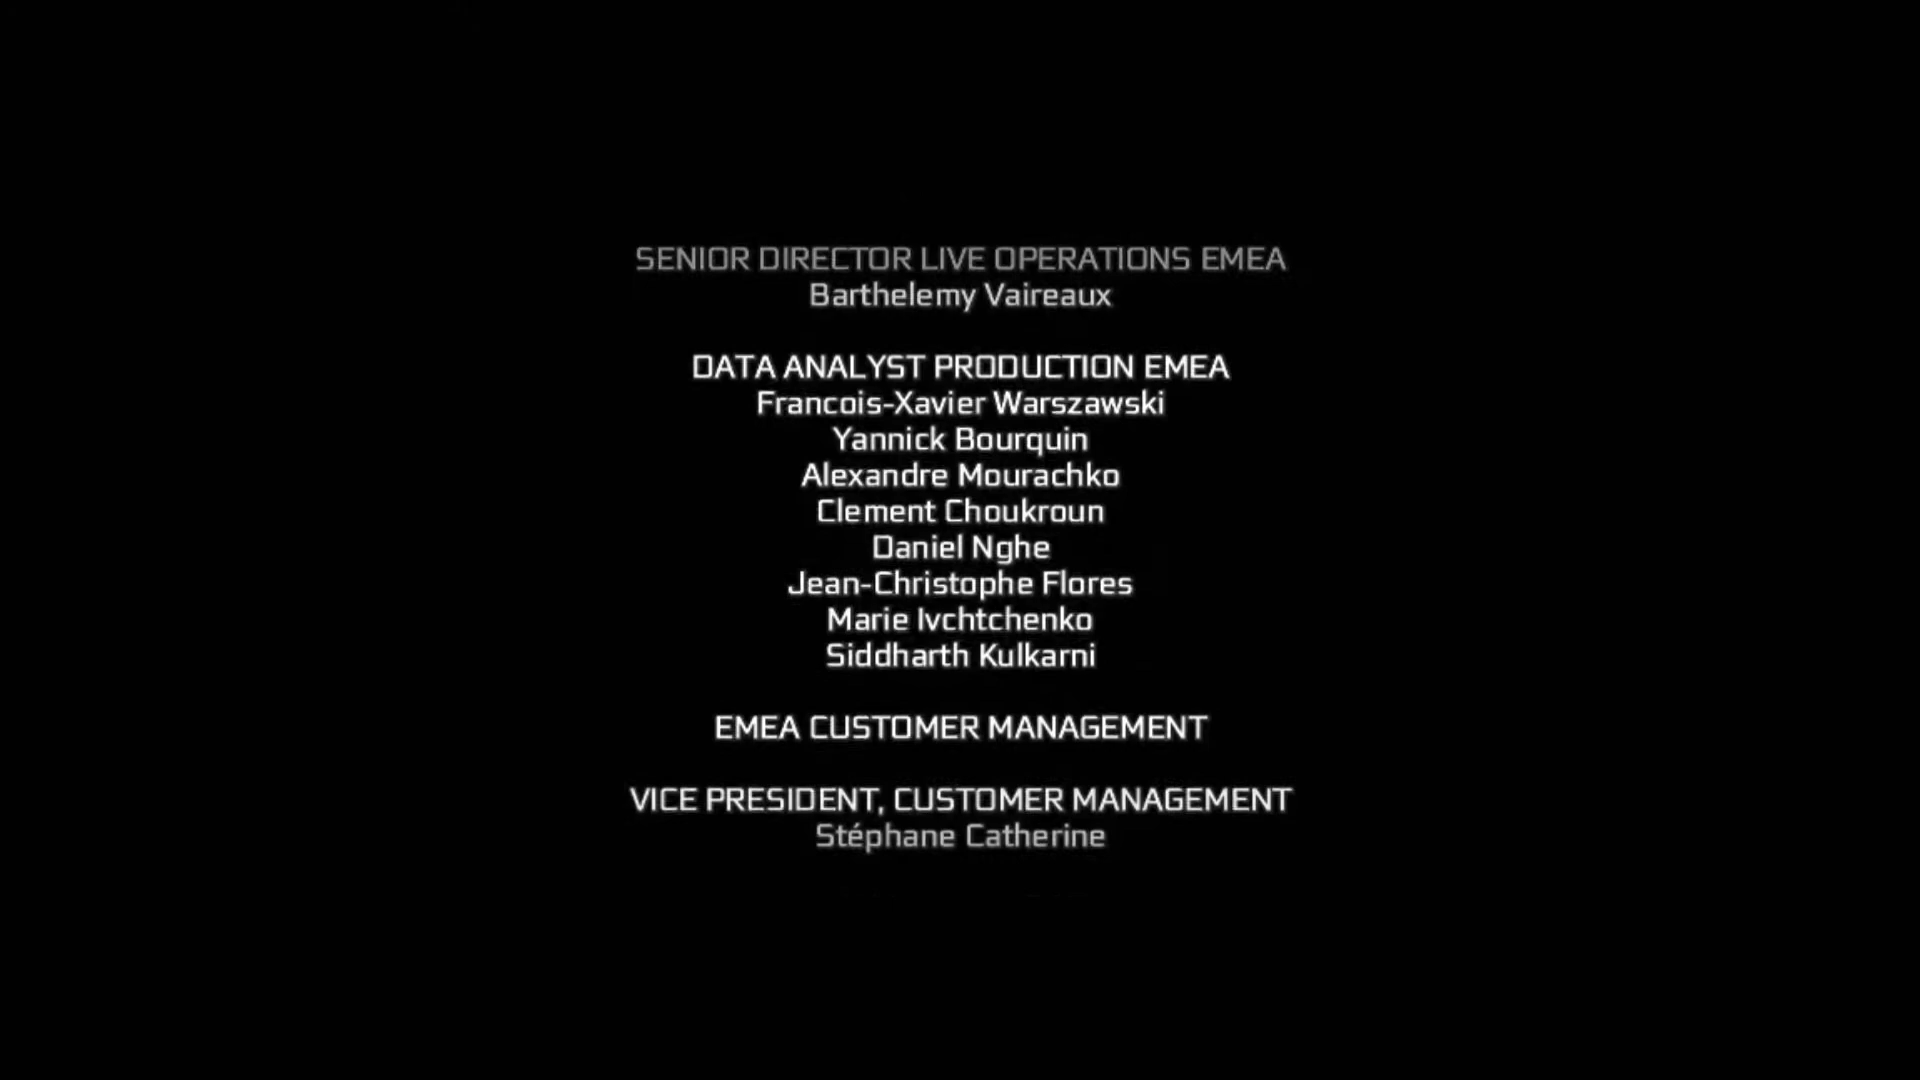 SENIOR DIRECTOR LIVE OPERATIONS EMEA
Barthelemy Vaireaux
DATA ANALYST PRODUCTION EMEA
Francois-Xavier Warszawski
Yannick Bourquin
Alexandre Mourachko
Clement Choukroun
Daniel Nghe
Jean-Christophe Flores
Marie Ivchtchenko
Siddharth Kulkarni
EMEA CUSTOMER MANAGEMENT
VICE PRESIDENT, CUSTOMER MANAGEMENT
Stéphane Catherine